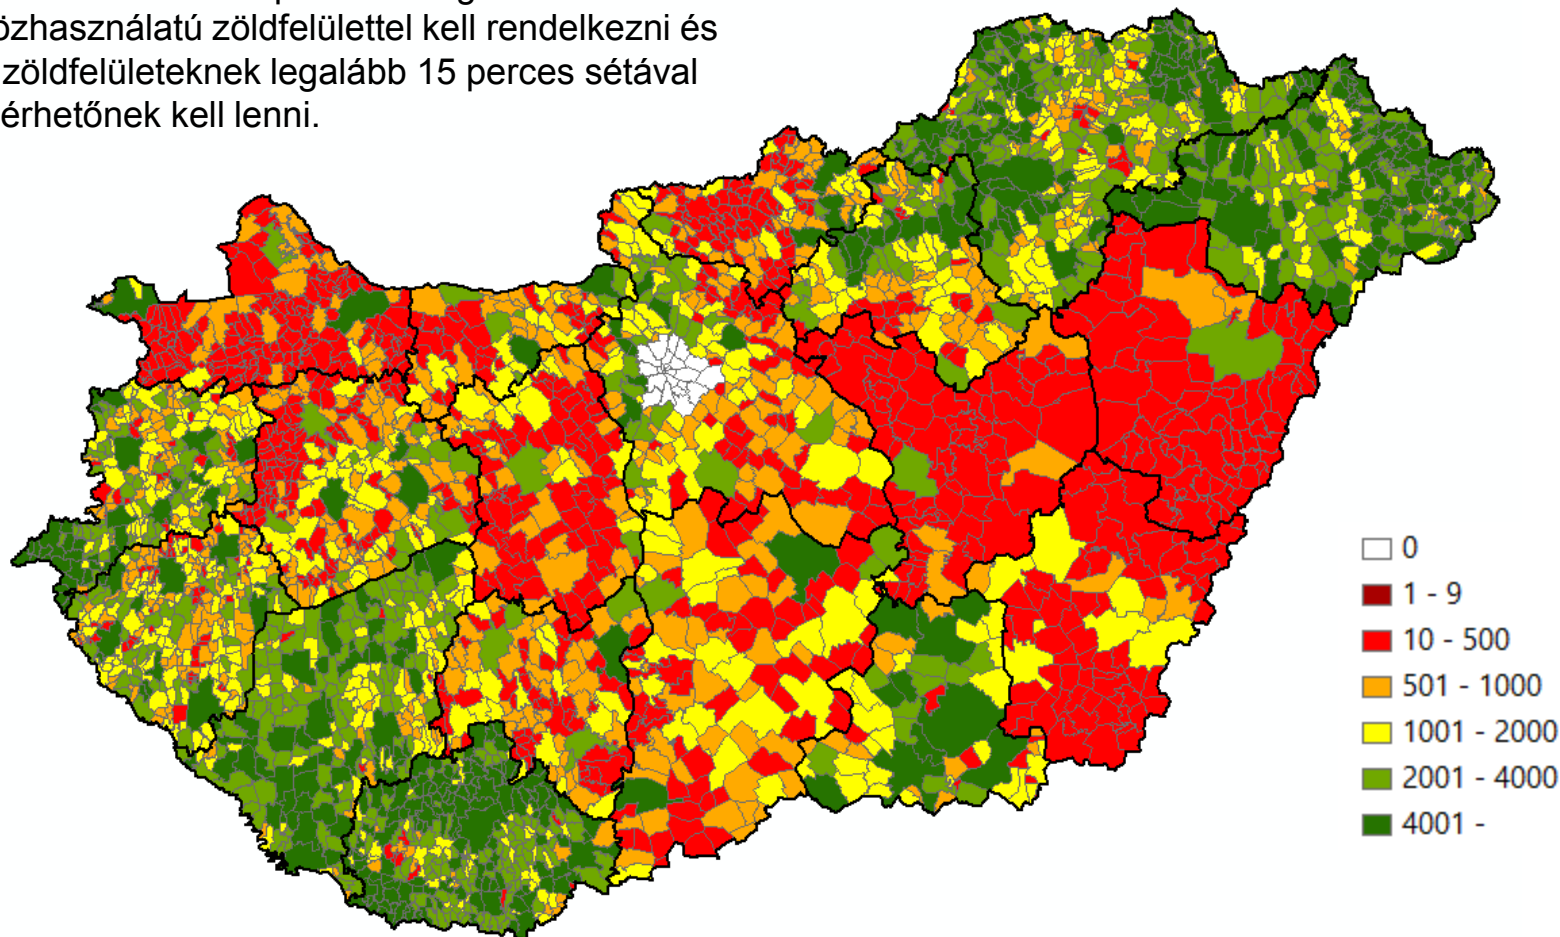 özhasználatú zöldfelülettel kell rendelkezni és
zöldfelületeknek legalább 15 perces sétával
érhetőnek kell lenni.
0
1 - 9
10 - 500
501 - 1000
1001 - 2000
2001 - 4000
4001 -